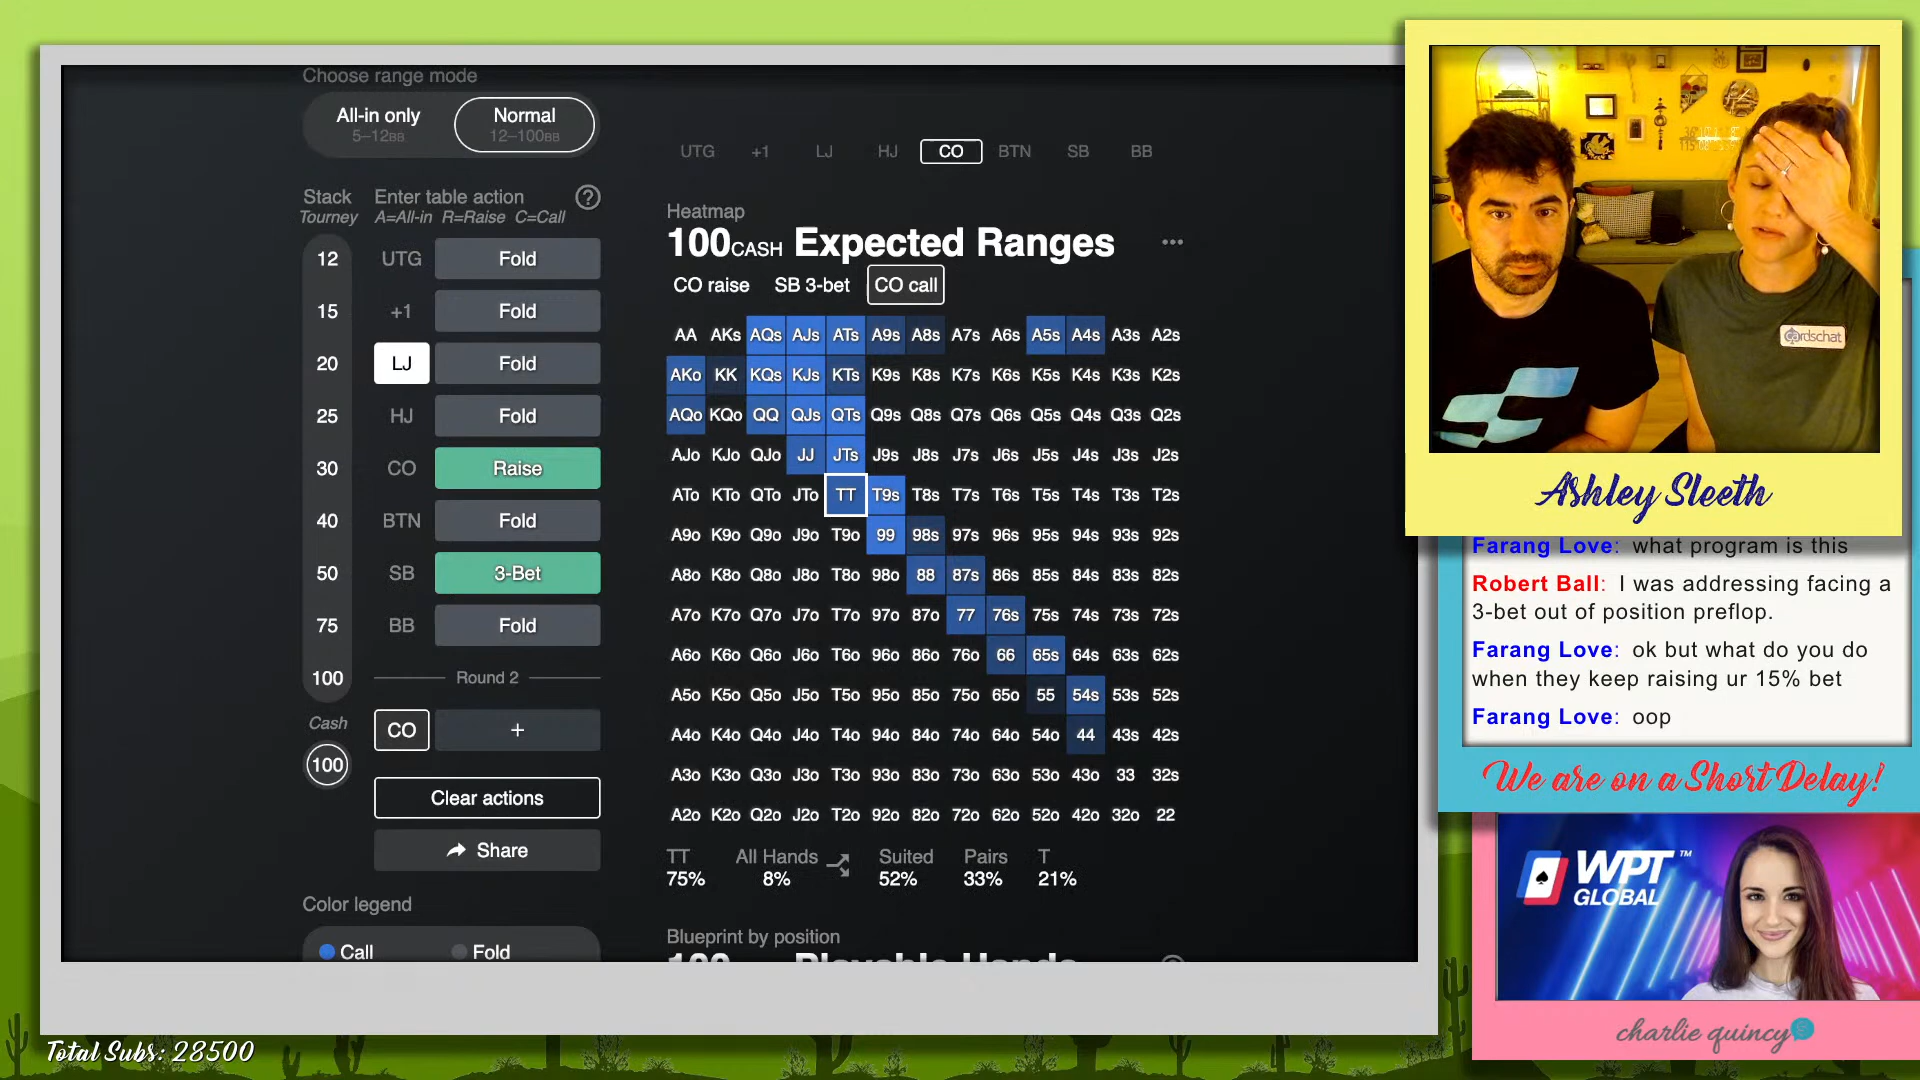 Choose range mode
All-in only
5–12BB
Normal
12–100BB
Stack
Tourney
Enter table action
A=All-in R=Raise C=Call
?
12 UTG Fold
15 +1 Fold
20 LJ Fold
25 HJ Fold
30 CO Raise
40 BTN Fold
50 SB 3-Bet
75 BB Fold
100
Round 2
Cash
CO +
100
Clear actions
Share
Color legend
Call Fold
UTG +1 LJ HJ CO BTN SB BB
Heatmap
100CASH Expected Ranges
CO raise SB 3-bet CO call
AA AKs AQs AJs ATs A9s A8s A7s A6s A5s A4s A3s A2s
AKo KK KQs KJs KTs K9s K8s K7s K6s K5s K4s K3s K2s
AQo KQo QQ QJs QTs Q9s Q8s Q7s Q6s Q5s Q4s Q3s Q2s
AJo KJo QJo JJ JTs J9s J8s J7s J6s J5s J4s J3s J2s
ATo KTo QTo JTo TT T9s T8s T7s T6s T5s T4s T3s T2s
A9o K9o Q9o J9o T9o 99 98s 97s 96s 95s 94s 93s 92s
A8o K8o Q8o J8o T8o 98o 88 87s 86s 85s 84s 83s 82s
A7o K7o Q7o J7o T7o 97o 87o 77 76s 75s 74s 73s 72s
A6o K6o Q6o J6o T6o 96o 86o 76o 66 65s 64s 63s 62s
A5o K5o Q5o J5o T5o 95o 85o 75o 65o 55 54s 53s 52s
A4o K4o Q4o J4o T4o 94o 84o 74o 64o 54o 44 43s 42s
A3o K3o Q3o J3o T3o 93o 83o 73o 63o 53o 43o 33 32s
A2o K2o Q2o J2o T2o 92o 82o 72o 62o 52o 42o 32o 22
TT All Hands Suited Pairs T
75% 8% 52% 33% 21%
Blueprint by position
100 Playable Hands
cardschat
Ashley Sleeth
Farang Love: what program is this
Robert Ball: I was addressing facing a
3-bet out of position preflop.
Farang Love: ok but what do you do
when they keep raising ur 15% bet
Farang Love: oop
We are on a Short Delay!
WPT™
GLOBAL
charlie quincy
Total Subs: 28500